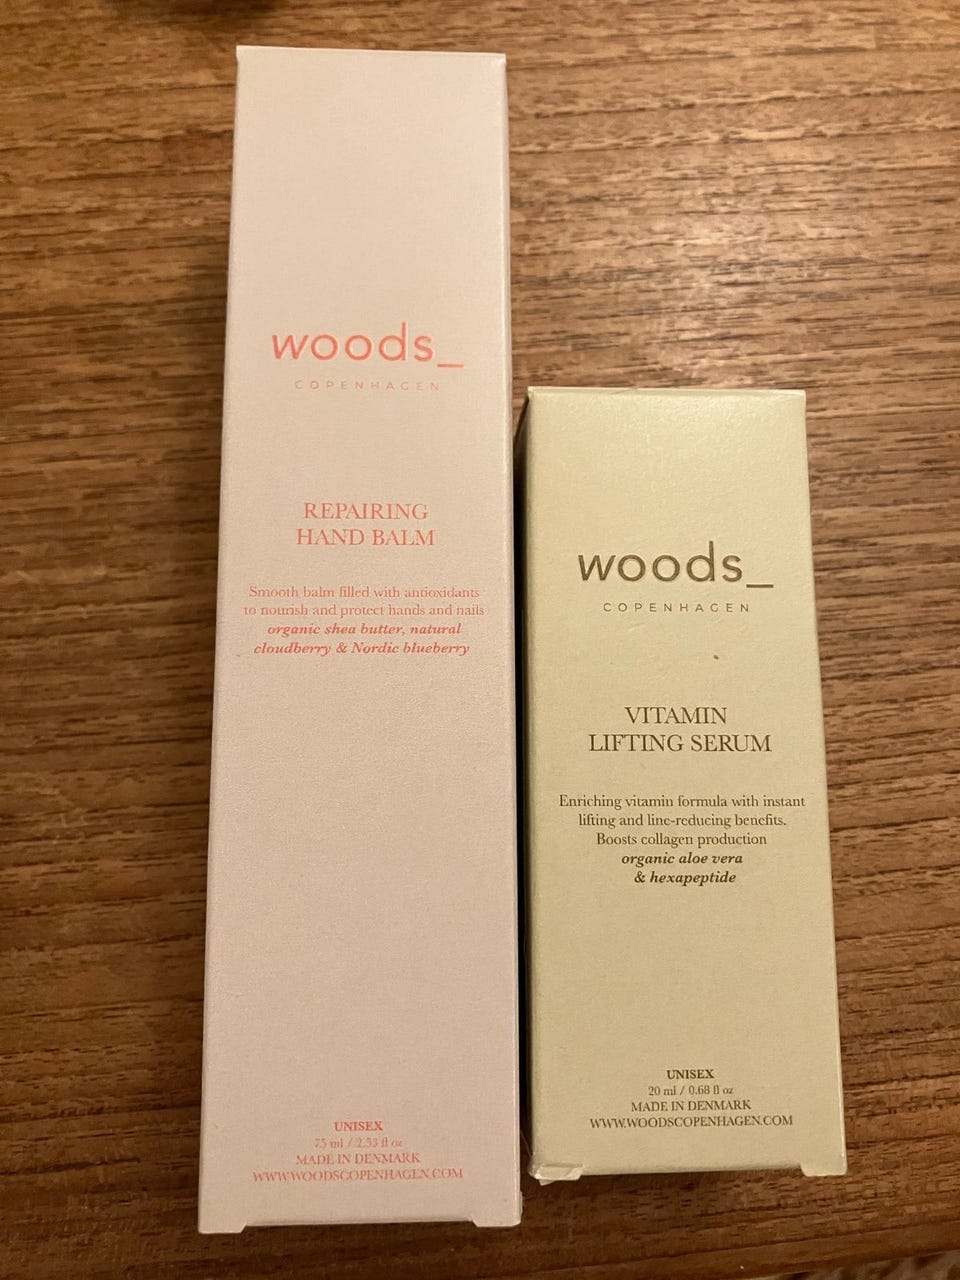 woods_
COPENHAGEN
REPAIRING
HAND BALM
Smooth balm filled with antioxidants
to nourish and protect hands and nails
organic shea butter, natural
cloudberry & Nordic blueberry
UNISEX
75 ml / 2.53 fl oz
MADE IN DENMARK
WWW.WOODSCOPENHAGEN.COM
woods_
COPENHAGEN
VITAMIN
LIFTING SERUM
Enriching vitamin formula with instant
lifting and line-reducing benefits.
Boosts collagen production
organic aloe vera
& hexapeptide
UNISEX
20 ml / 0.68 fl oz
MADE IN DENMARK
WWW.WOODSCOPENHAGEN.COM